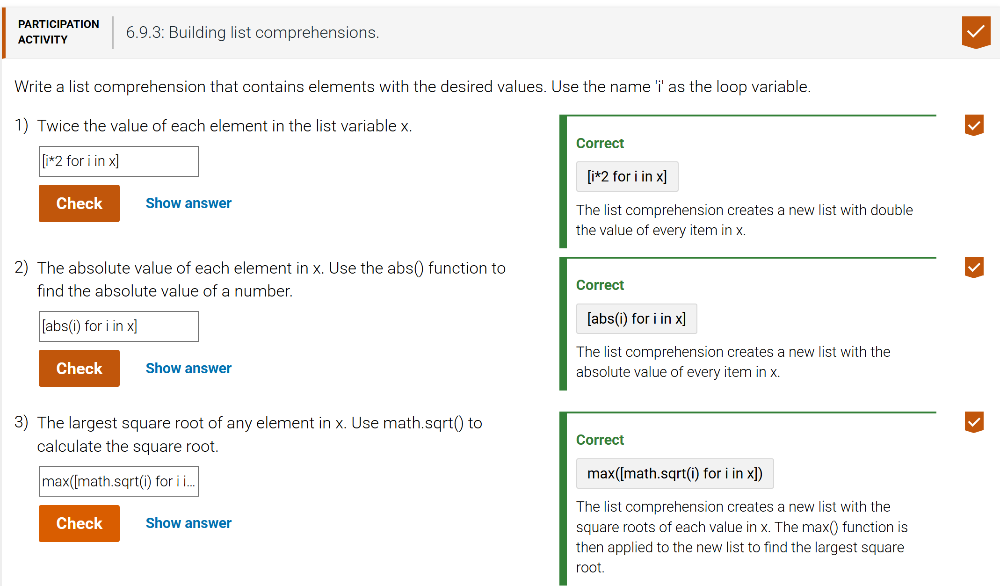 PARTICIPATION
ACTIVITY
6.9.3: Building list comprehensions.
Write a list comprehension that contains elements with the desired values. Use the name 'i' as the loop variable.
1) Twice the value of each element in the list variable x.
[i*2 for i in x]
Check
Show answer
Correct
[i*2 for i in x]
The list comprehension creates a new list with double
the value of every item in x.
2) The absolute value of each element in x. Use the abs() function to
find the absolute value of a number.
[abs(i) for i in x]
Check
Show answer
Correct
[abs(i) for i in x]
The list comprehension creates a new list with the
absolute value of every item in x.
3) The largest square root of any element in x. Use math.sqrt() to
calculate the square root.
max([math.sqrt(i) for i i...
Check
Show answer
Correct
max([math.sqrt(i) for i in x])
The list comprehension creates a new list with the
square roots of each value in x. The max() function is
then applied to the new list to find the largest square
root.